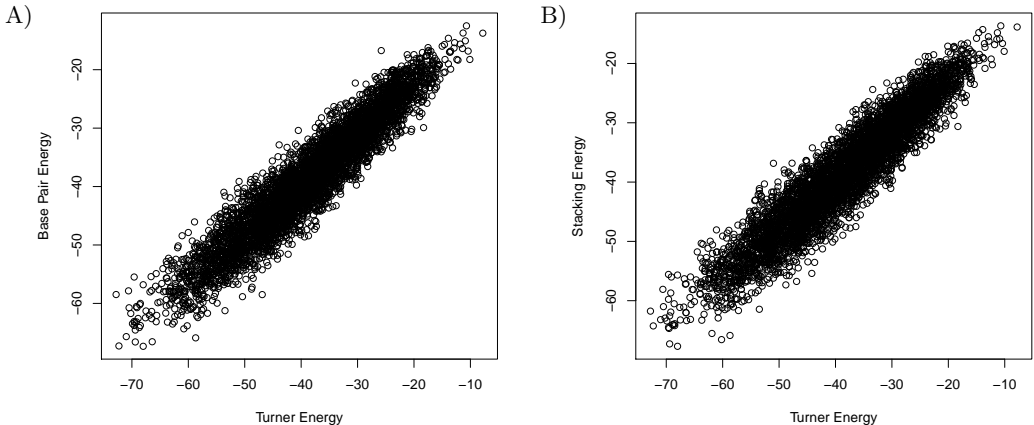 A)
Base Pair Energy
−20
−30
−40
−50
−60
−70 −60 −50 −40 −30 −20 −10
Turner Energy
B)
Stacking Energy
−20
−30
−40
−50
−60
−70 −60 −50 −40 −30 −20 −10
Turner Energy